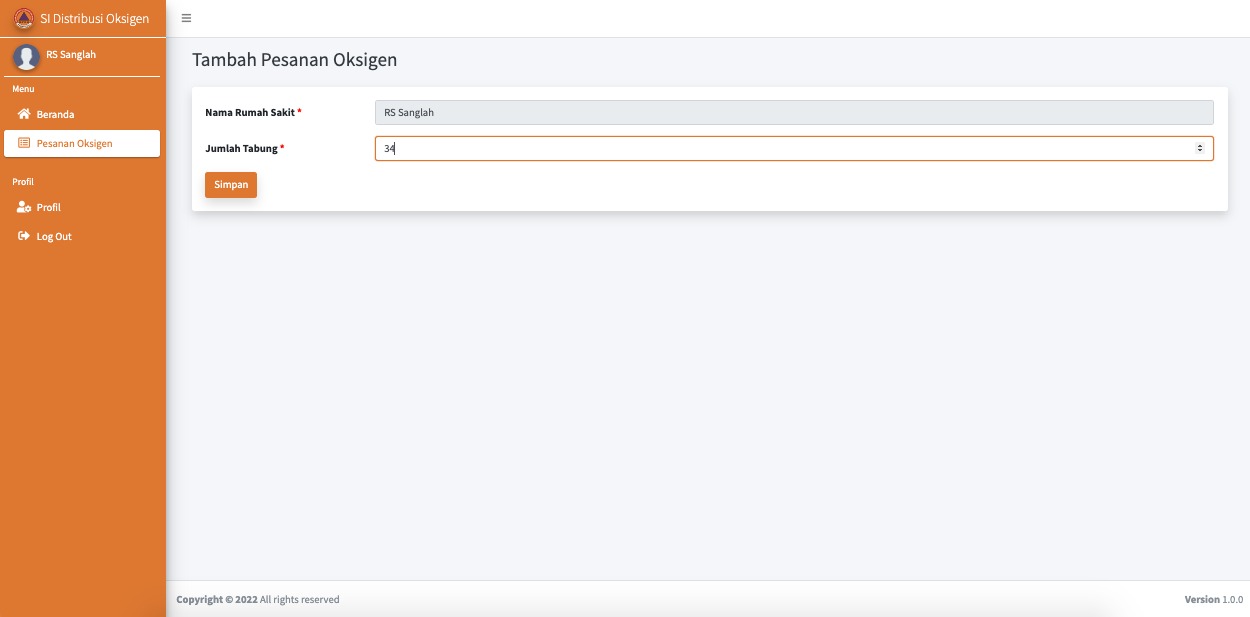 SI Distribusi Oksigen
RS Sanglah
Menu
Beranda
Pesanan Oksigen
Profil
Profil
Log Out
Tambah Pesanan Oksigen
Nama Rumah Sakit * RS Sanglah
Jumlah Tabung * 34
Simpan
Copyright © 2022 All rights reserved
Version 1.0.0